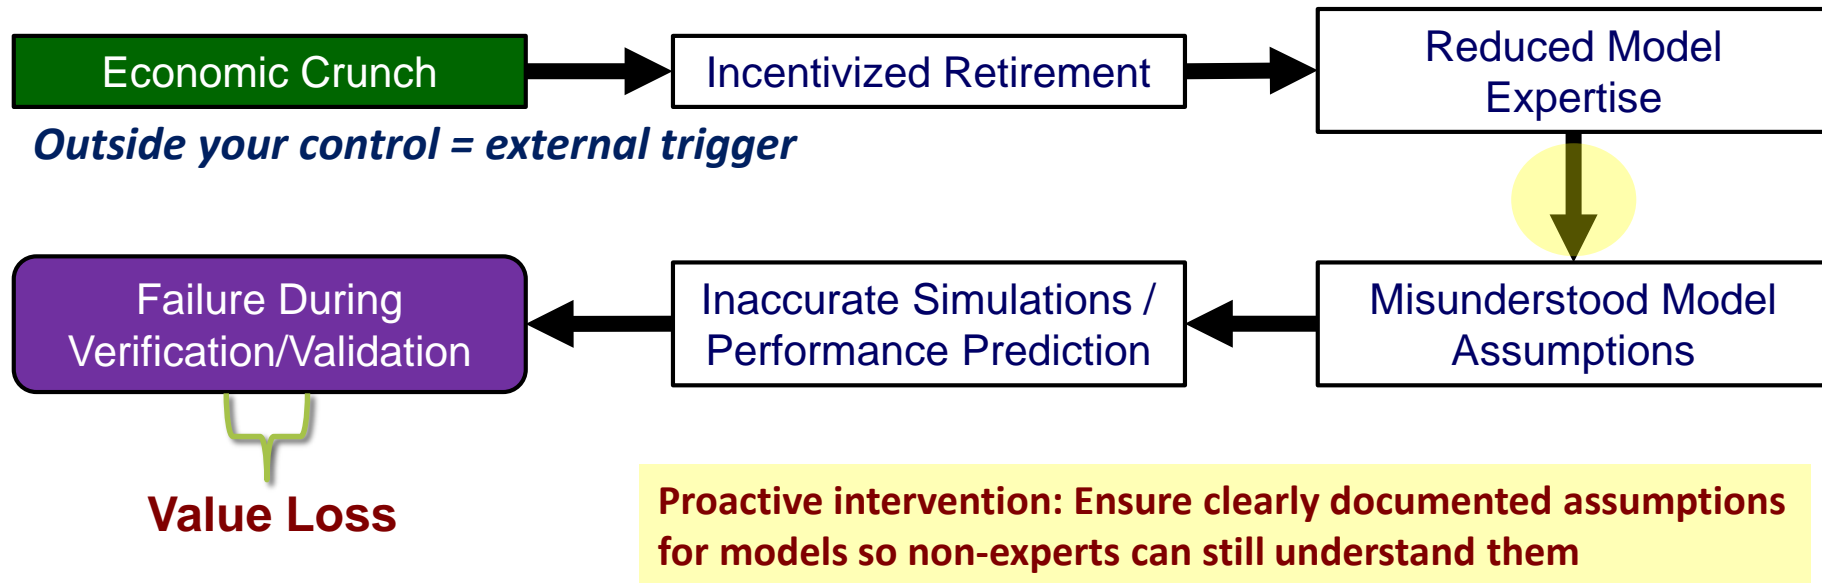 Economic Crunch
Incentivized Retirement
Reduced Model
Expertise
Outside your control = external trigger
Failure During
Verification/Validation
Inaccurate Simulations /
Performance Prediction
Misunderstood Model
Assumptions
Value Loss
Proactive intervention: Ensure clearly documented assumptions
for models so non-experts can still understand them